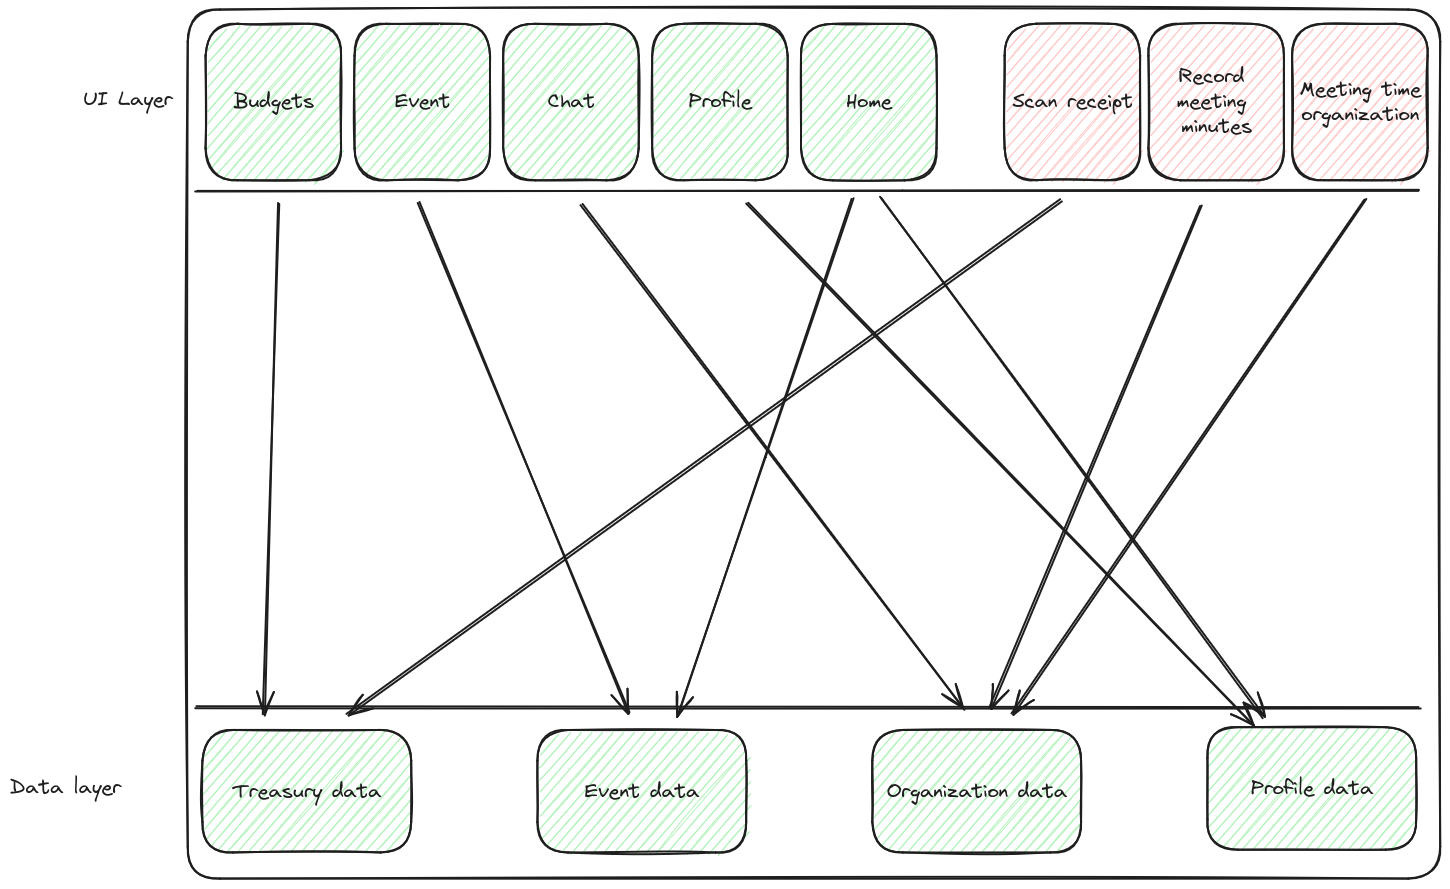 UI Layer
Budgets
Event
Chat
Profile
Home
Scan receipt
Record
meeting
minutes
Meeting time
organization
Data layer
Treasury data
Event data
Organization data
Profile data